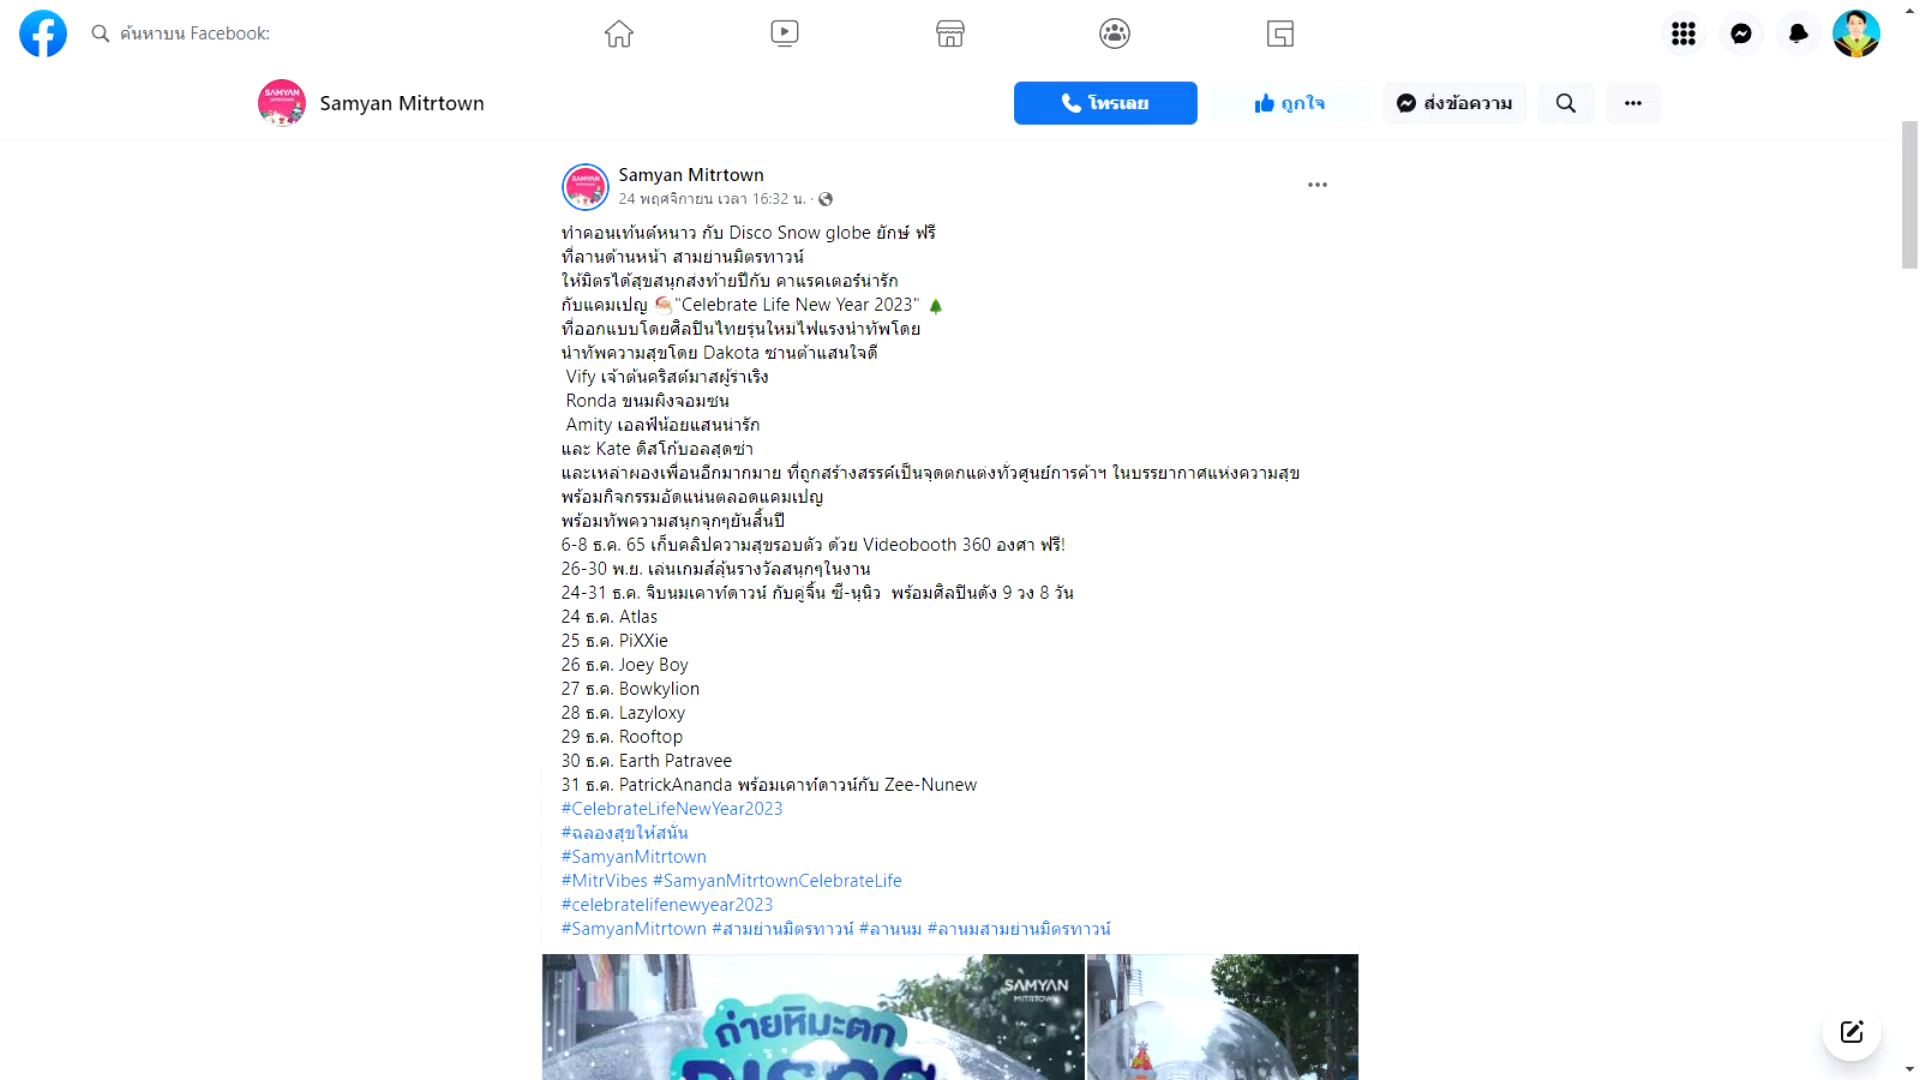 ค้นหาบน Facebook:
Samyan Mitrtown
โทรเลย
ถูกใจ
ส่งข้อความ
Samyan Mitrtown
24 พฤศจิกายน เวลา 16:32 น. ·
ทำคอนเท้นต์หนาว กับ Disco Snow globe ยักษ์ ฟรี
ที่ลานด้านหน้า สามย่านมิตรทาวน์
ให้มิตรได้สุขสนุกส่งท้ายปีกับ คาแรคเตอร์น่ารัก
กับแคมเปญ 🎅"Celebrate Life New Year 2023" 🌲
ที่ออกแบบโดยศิลปินไทยรุ่นใหม่ไฟแรงนำทัพโดย
นำทัพความสุขโดย Dakota ซานต้าแสนใจดี
Vify เจ้าต้นคริสต์มาสผู้ร่าเริง
Ronda ขนมผิงจอมซน
Amity เอลฟ์น้อยแสนน่ารัก
และ Kate ดิสโก้บอลสุดซ่า
และเหล่าผองเพื่อนอีกมากมาย ที่ถูกสร้างสรรค์เป็นจุดตกแต่งทั่วศูนย์การค้าฯ ในบรรยากาศแห่งความสุข
พร้อมกิจกรรมอัดแน่นตลอดแคมเปญ
พร้อมทัพความสนุกจุกๆยันสิ้นปี
6-8 ธ.ค. 65 เก็บคลิปความสุขรอบตัว ด้วย Videobooth 360 องศา ฟรี!
26-30 พ.ย. เล่นเกมส์ลุ้นรางวัลสนุกๆในงาน
24-31 ธ.ค. จิบนมเคาท์ดาวน์ กับคู่จิ้น ซี-นุนิว พร้อมศิลปินดัง 9 วง 8 วัน
24 ธ.ค. Atlas
25 ธ.ค. PiXXie
26 ธ.ค. Joey Boy
27 ธ.ค. Bowkylion
28 ธ.ค. Lazyloxy
29 ธ.ค. Rooftop
30 ธ.ค. Earth Patravee
31 ธ.ค. PatrickAnanda พร้อมเคาท์ดาวน์กับ Zee-Nunew
#CelebrateLifeNewYear2023
#ฉลองสุขให้สนั่น
#SamyanMitrtown
#MitrVibes #SamyanMitrtownCelebrateLife
#celebratelifenewyear2023
#SamyanMitrtown #สามย่านมิตรทาวน์ #ลานนม #ลานมสามย่านมิตรทาวน์
SAMYAN
MITRTOWN
ถ่ายหิมะตก
DISCO